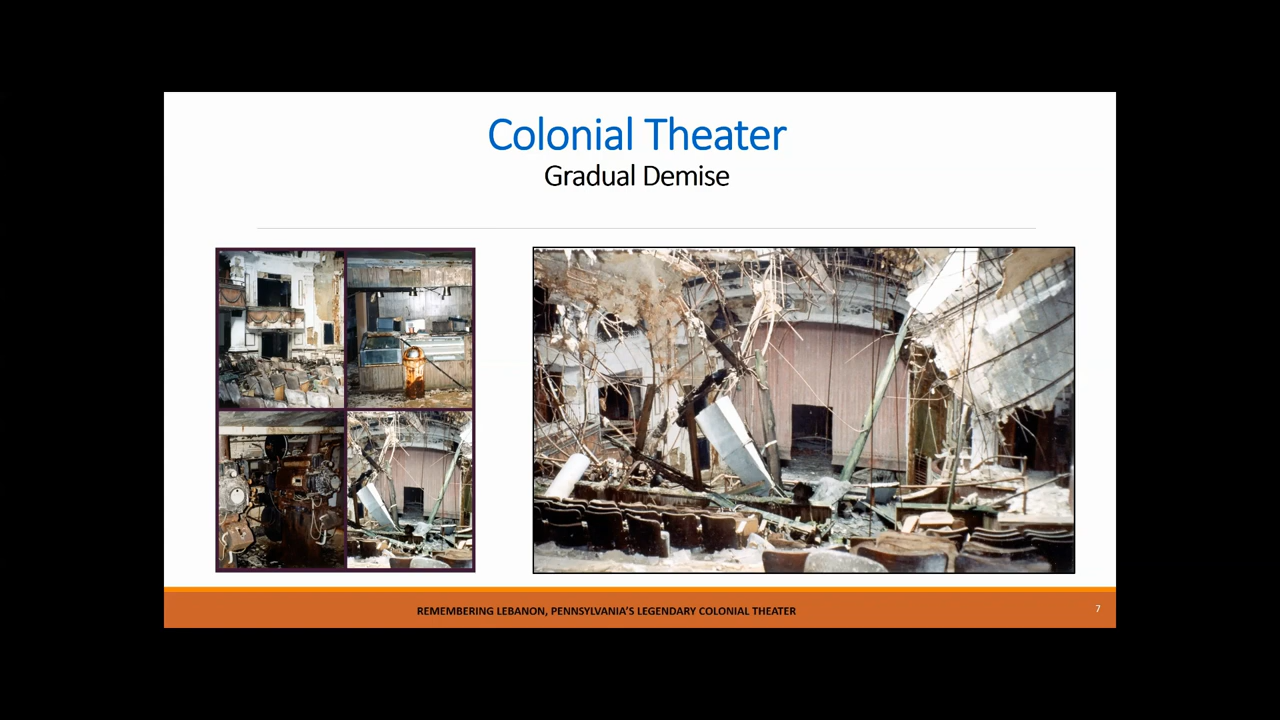 Colonial Theater
Gradual Demise
REMEMBERING LEBANON, PENNSYLVANIA’S LEGENDARY COLONIAL THEATER
7